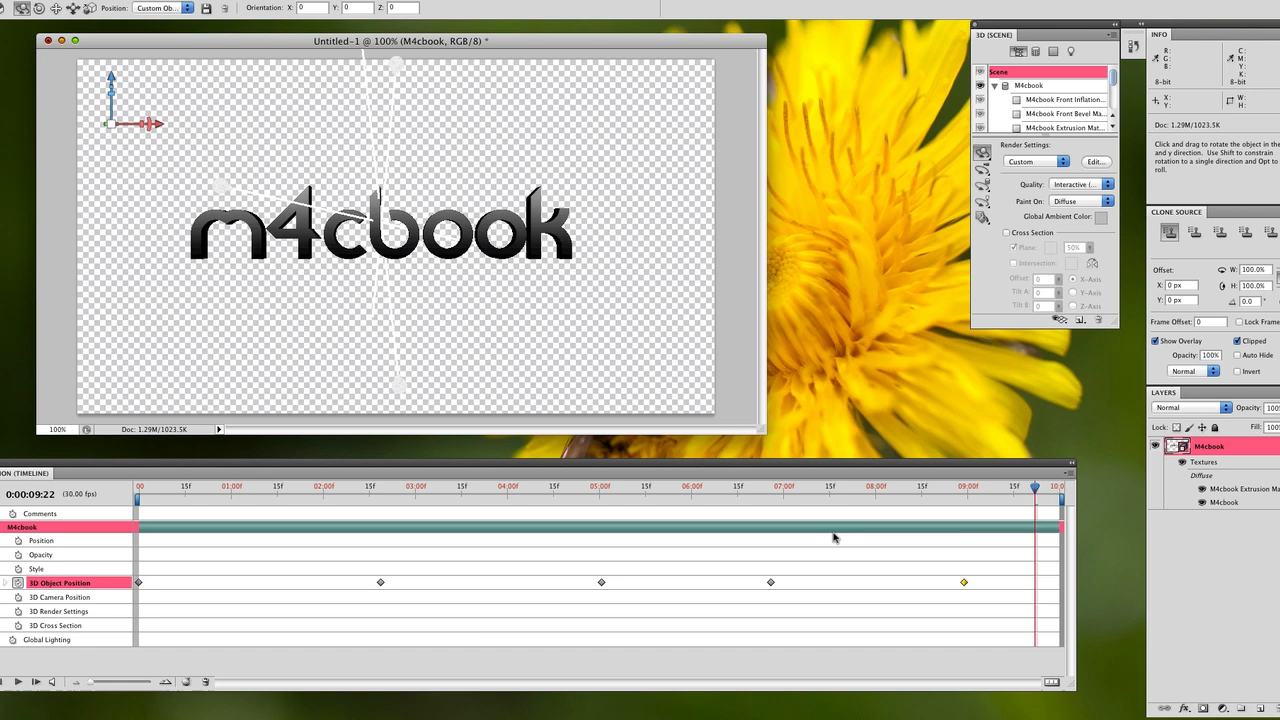 Position: Custom Ob... Orientation: X: 0 Y: 0 Z: 0
Untitled-1 @ 100% (M4cbook, RGB/8) *
m4cbook
100% Doc: 1.29M/1023.5K
3D {SCENE}
Scene
M4cbook
M4cbook Front Inflation...
M4cbook Front Bevel Ma...
M4cbook Extrusion Mat...
Render Settings:
Custom Edit...
Quality: Interactive (...
Paint On: Diffuse
Global Ambient Color:
Cross Section
Plane: 50%
Intersection:
Offset: 0 X-Axis
Tilt A: 0 Y-Axis
Tilt B: 0 Z-Axis
INFO
R: C:
G: M:
B: Y:
K:
8-bit 8-bit
X: W:
Y: H:
Doc: 1.29M/1023.5K
Click and drag to rotate the object in the
and y direction. Use Shift to constrain
rotation to a single direction and Opt to
roll.
CLONE SOURCE
Offset: W: 100.0%
X: 0 px H: 100.0%
Y: 0 px 0.0 °
Frame Offset: 0 Lock Frame
Show Overlay Clipped
Opacity: 100% Auto Hide
Normal Invert
LAYERS
Normal Opacity: 100
Lock: Fill: 100
M4cbook
Textures
Diffuse
M4cbook Extrusion Ma
M4cbook
ON (TIMELINE)
0:00:09:22 (30.00 fps)
00 15f 01:00f 15f 02:00f 15f 03:00f 15f 04:00f 15f 05:00f 15f 06:00f 15f 07:00f 15f 08:00f 15f 09:00f 15f 10:0
Comments
M4cbook
Position
Opacity
Style
3D Object Position
3D Camera Position
3D Render Settings
3D Cross Section
Global Lighting